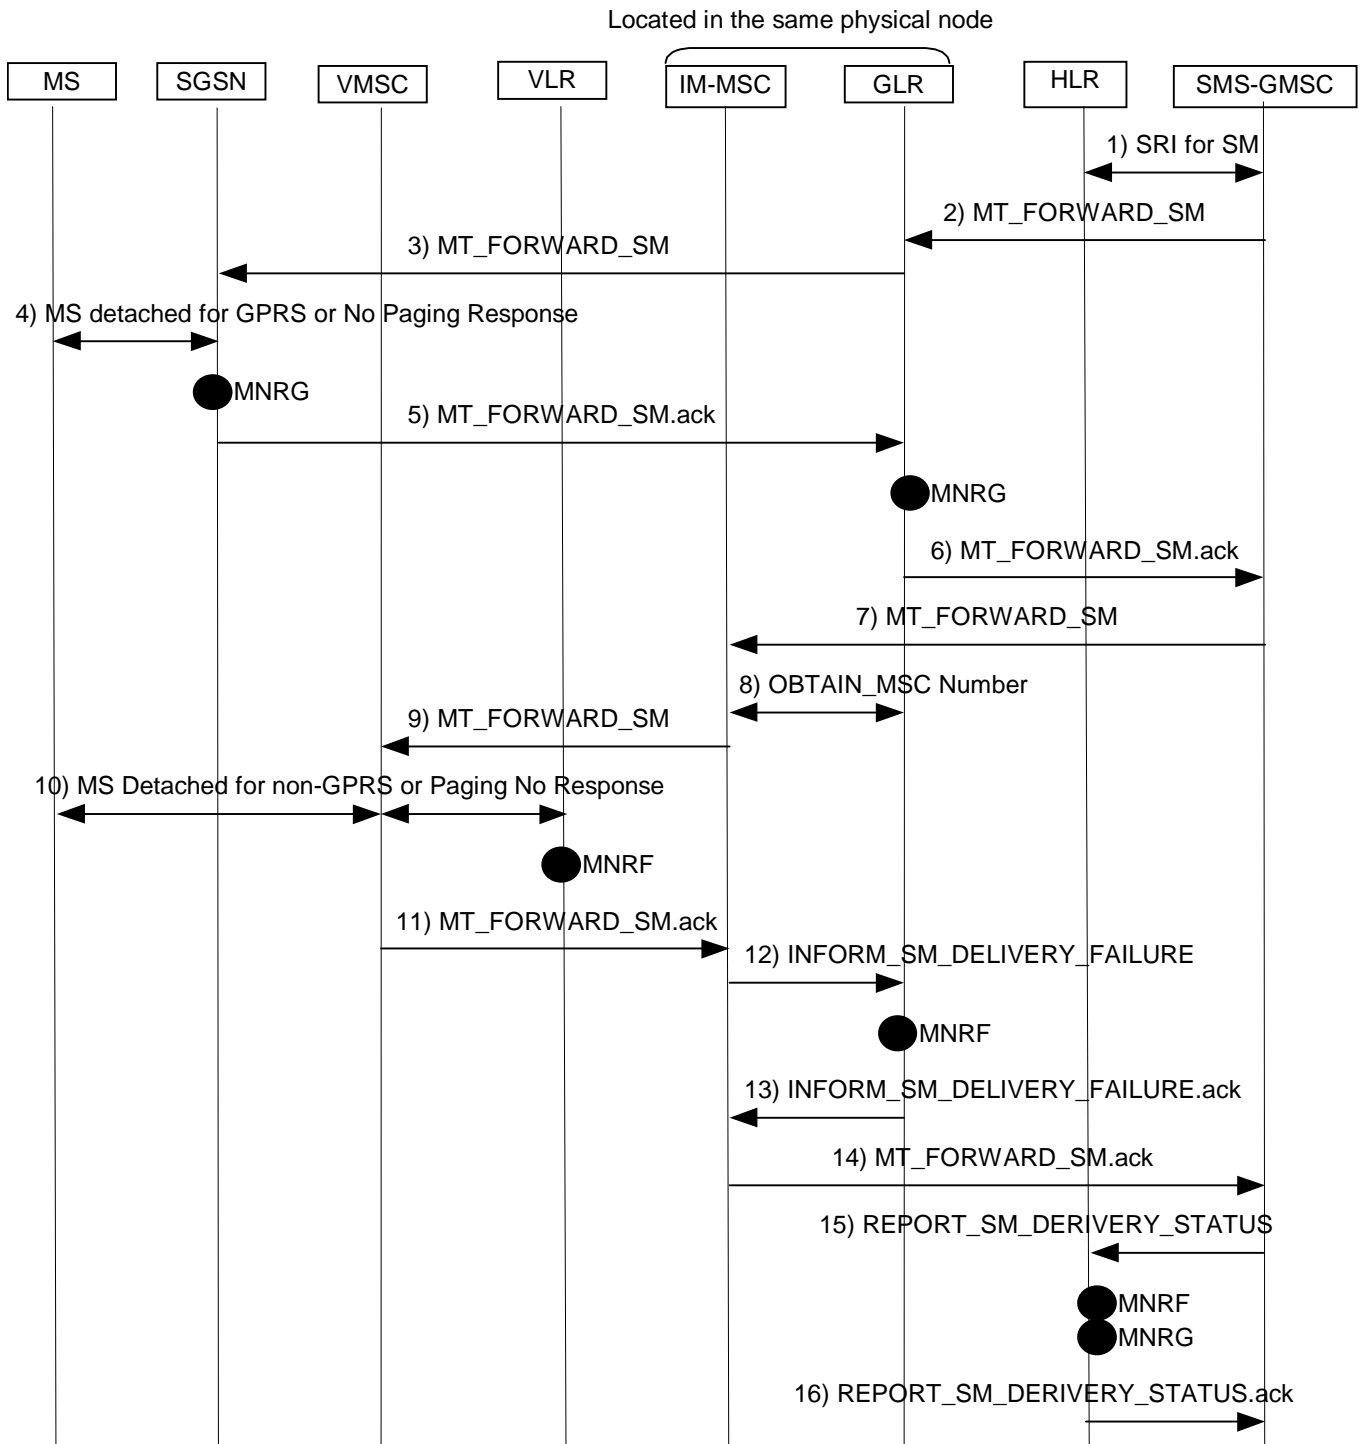 Located in the same physical node
MS
SGSN
VMSC
VLR
IM-MSC
GLR
HLR
SMS-GMSC
1) SRI for SM
2) MT_FORWARD_SM
3) MT_FORWARD_SM
4) MS detached for GPRS or No Paging Response
MNRG
5) MT_FORWARD_SM.ack
MNRG
6) MT_FORWARD_SM.ack
7) MT_FORWARD_SM
8) OBTAIN_MSC Number
9) MT_FORWARD_SM
10) MS Detached for non-GPRS or Paging No Response
MNRF
11) MT_FORWARD_SM.ack
12) INFORM_SM_DELIVERY_FAILURE
MNRF
13) INFORM_SM_DELIVERY_FAILURE.ack
14) MT_FORWARD_SM.ack
15) REPORT_SM_DERIVERY_STATUS
MNRF
MNRG
16) REPORT_SM_DERIVERY_STATUS.ack